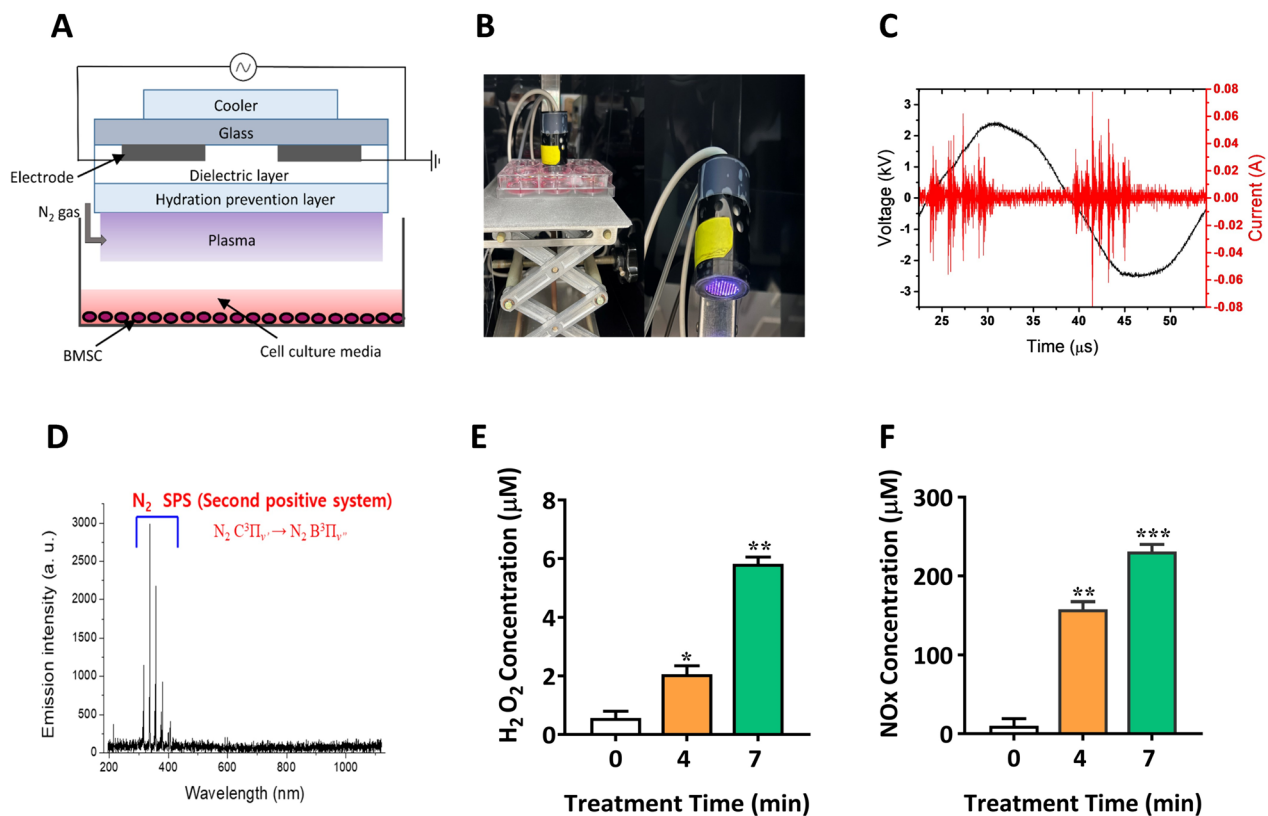 A
Cooler
Glass
Electrode
Dielectric layer
Hydration prevention layer
N2 gas
Plasma
BMSC
Cell culture media
B
C
Voltage (kV)
3
2
1
0
-1
-2
-3
25
30
35
40
45
50
Time (μs)
0.08
0.06
0.04
0.02
0.00
-0.02
-0.04
-0.06
-0.08
Current (A)
D
N2 SPS (Second positive system)
N2 C³Πv' → N2 B³Πv''
Emission intensity (a. u.)
3000
2500
2000
1500
1000
500
0
200
400
600
800
1000
Wavelength (nm)
E
H2 O2 Concentration (μM)
8
6
4
2
0
*
**
0
4
7
Treatment Time (min)
F
NOx Concentration (μM)
300
200
100
0
**
***
0
4
7
Treatment Time (min)